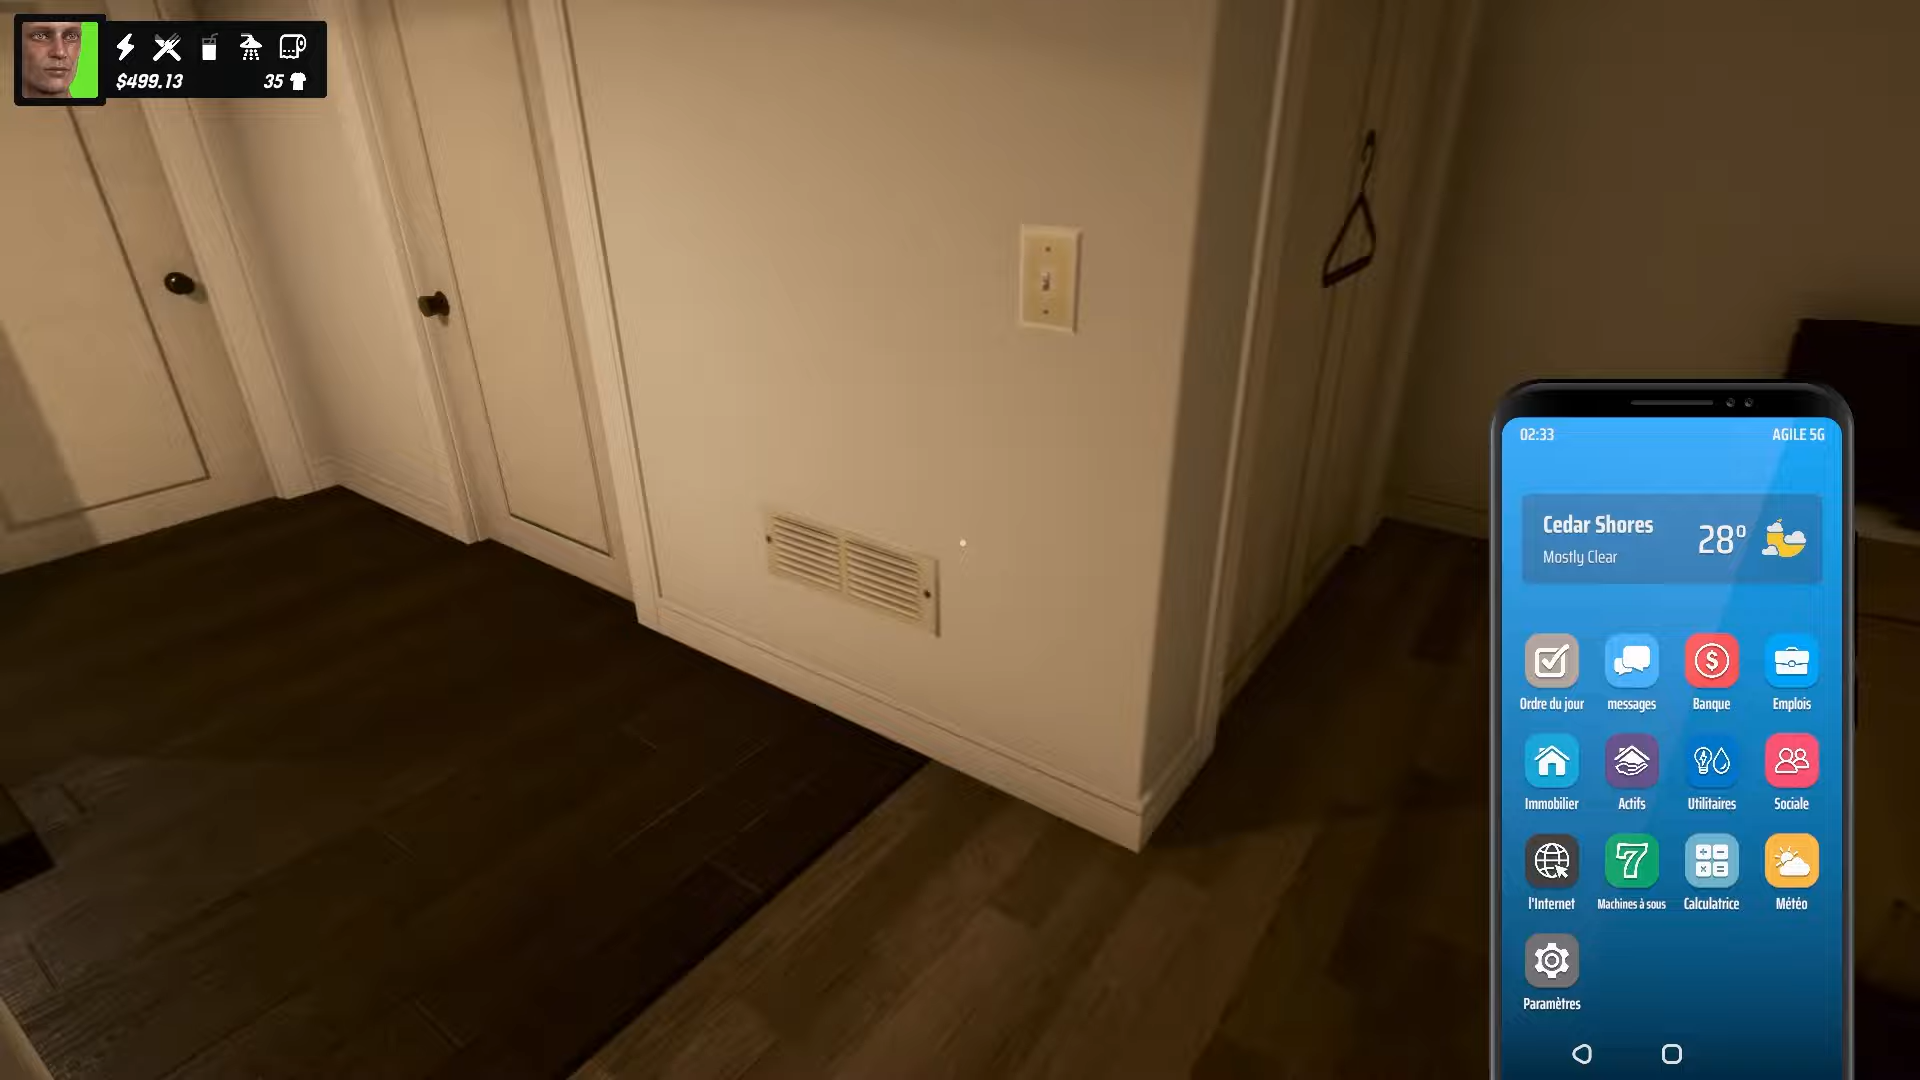 $499.13
35
02:33
AGILE 5G
Cedar Shores
28°
Mostly Clear
Ordre du jour
messages
Banque
Emplois
Immobilier
Actifs
Utilitaires
Sociale
l'Internet
Machines à sous
Calculatrice
Météo
Paramètres